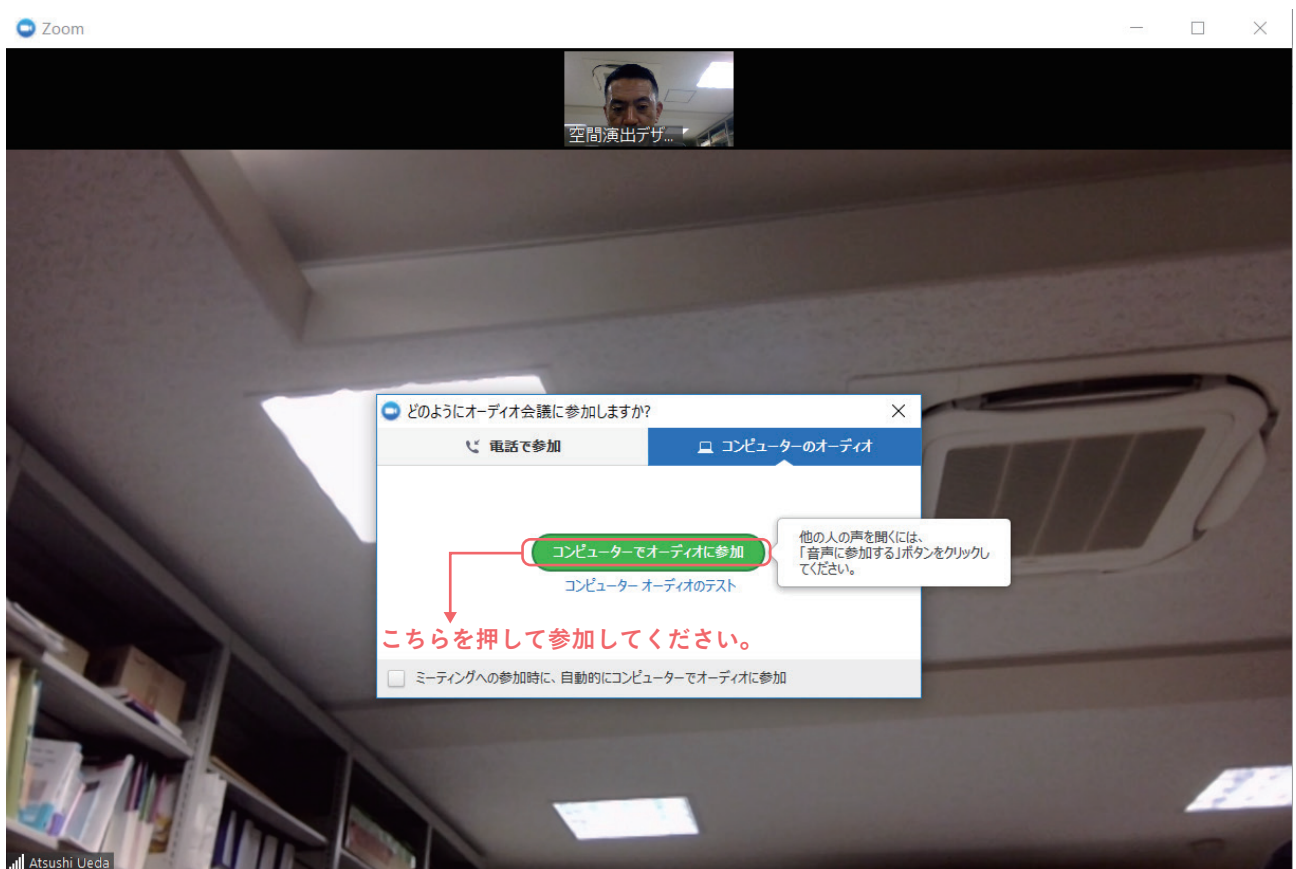 Zoom
空間演出デザ...
どのようにオーディオ会議に参加しますか?
電話で参加
コンピューターのオーディオ
コンピューターでオーディオに参加
他の人の声を聞くには、
「音声に参加する」ボタンをクリックし
てください。
コンピューター オーディオのテスト
こちらを押して参加してください。
ミーティングへの参加時に、自動的にコンピューターでオーディオに参加
Atsushi Ueda